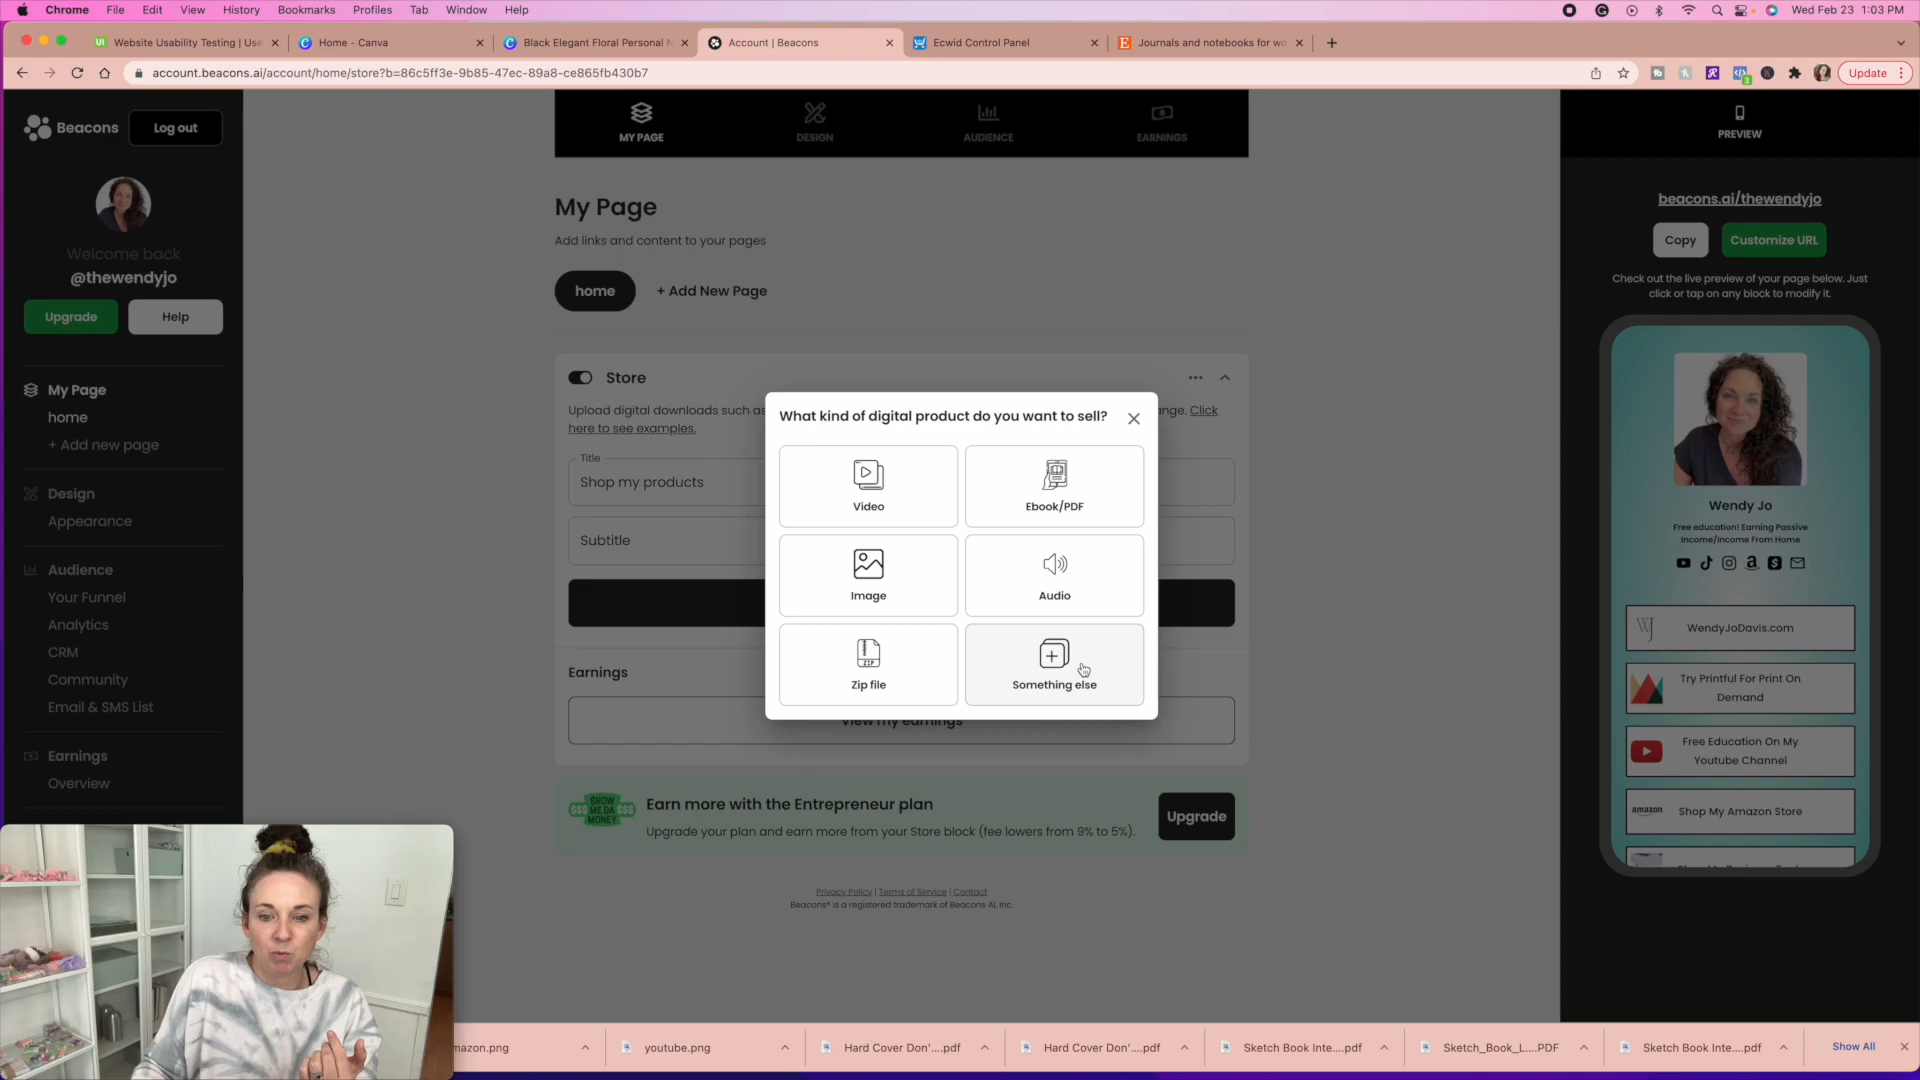 Chrome File Edit View History Bookmarks Profiles Tab Window Help
Wed Feb 23 1:03 PM
Website Usability Testing | Use
Home - Canva
Black Elegant Floral Personal N
Account | Beacons
Ecwid Control Panel
Journals and notebooks for wo
account.beacons.ai/account/home/store?b=86c5ff3e-9b85-47ec-89a8-ce865fb430b7
Update
Beacons
Log out
Welcome back
@thewendyjo
Upgrade
Help
My Page
home
+ Add new page
Design
Appearance
Audience
Your Funnel
Analytics
CRM
Community
Email & SMS List
Earnings
Overview
MY PAGE
DESIGN
AUDIENCE
EARNINGS
My Page
Add links and content to your pages
home
+ Add New Page
Store
Upload digital downloads such as
ange. Click
here to see examples.
Title
Shop my products
Subtitle
Earnings
View my earnings
What kind of digital product do you want to sell?
Video
Ebook/PDF
Image
Audio
ZIP
Zip file
Something else
SHOW
ME DA
MONEY
Earn more with the Entrepreneur plan
Upgrade your plan and earn more from your Store block (fee lowers from 9% to 5%).
Upgrade
Privacy Policy | Terms of Service | Contact
Beacons® is a registered trademark of Beacons AI, Inc.
PREVIEW
beacons.ai/thewendyjo
Copy
Customize URL
Check out the live preview of your page below. Just
click or tap on any block to modify it.
Wendy Jo
Free education! Earning Passive
Income/Income From Home
WendyJoDavis.com
Try Printful For Print On
Demand
Free Education On My
Youtube Channel
amazon
Shop My Amazon Store
mazon.png
youtube.png
Hard Cover Don'....pdf
Hard Cover Don'....pdf
Sketch Book Inte....pdf
Sketch_Book_L....PDF
Sketch Book Inte....pdf
Show All